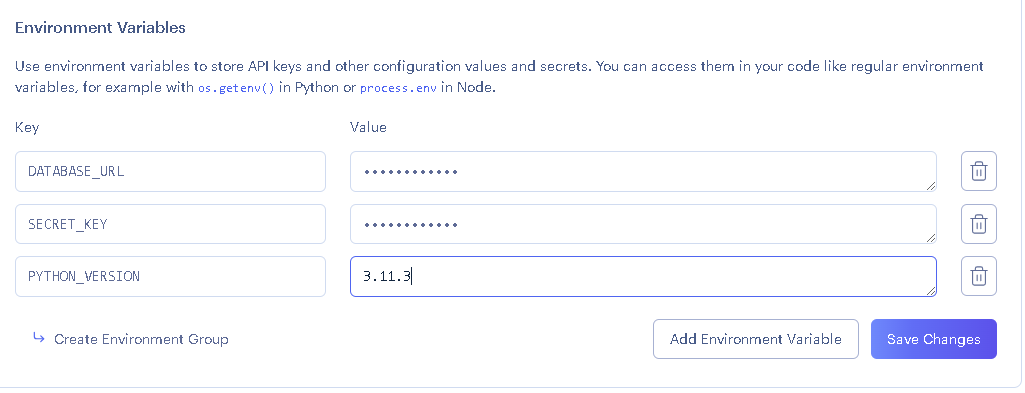 Environment Variables
Use environment variables to store API keys and other configuration values and secrets. You can access them in your code like regular environment
variables, for example with os.getenv() in Python or process.env in Node.
Key Value
DATABASE_URL ••••••••••••
SECRET_KEY ••••••••••••
PYTHON_VERSION 3.11.3
Create Environment Group Add Environment Variable Save Changes